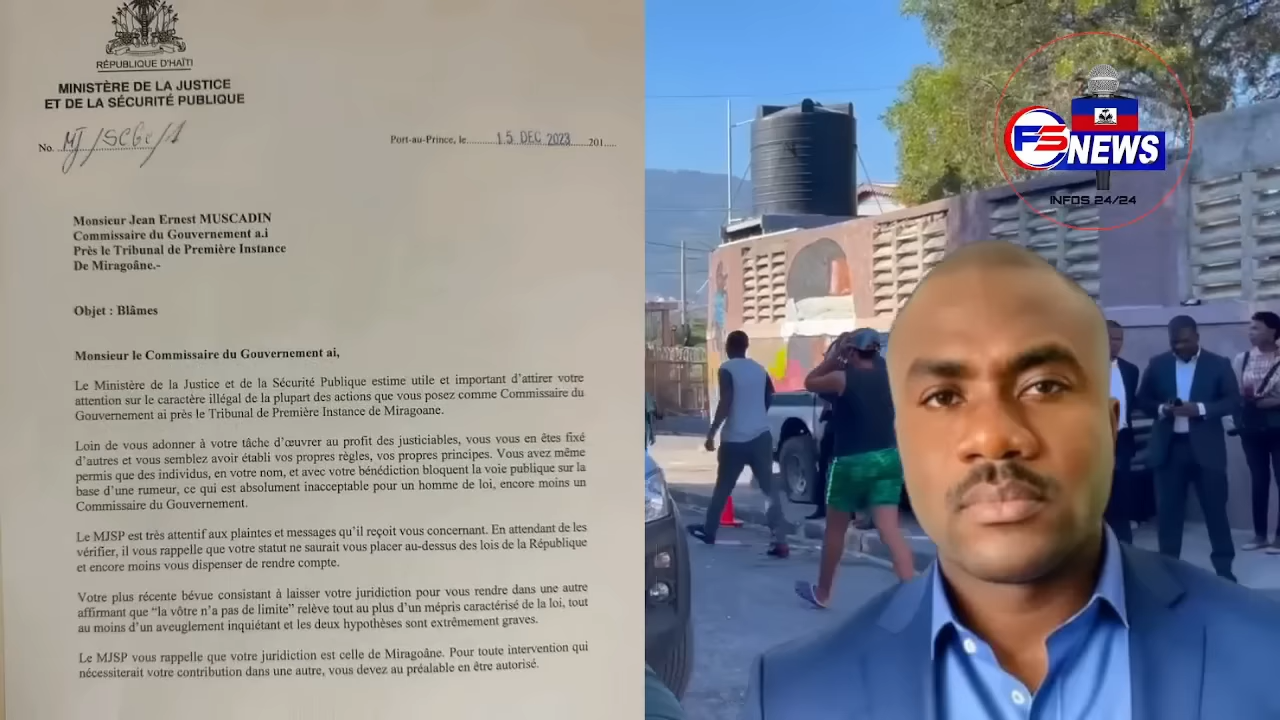 RÉPUBLIQUE D'HAÏTI
MINISTÈRE DE LA JUSTICE
ET DE LA SÉCURITÉ PUBLIQUE
No. MJ/SCGe/1
Port-au-Prince, le 15 DEC 2023 201
Monsieur Jean Ernest MUSCADIN
Commissaire du Gouvernement a.i
Près le Tribunal de Première Instance
De Miragoâne.-
Objet : Blâmes
Monsieur le Commissaire du Gouvernement ai,
Le Ministère de la Justice et de la Sécurité Publique estime utile et important d'attirer votre
attention sur le caractère illégal de la plupart des actions que vous posez comme Commissaire du
Gouvernement ai près le Tribunal de Première Instance de Miragoane.
Loin de vous adonner à votre tâche d'œuvrer au profit des justiciables, vous vous en êtes fixé
d'autres et vous semblez avoir établi vos propres règles, vos propres principes. Vous avez même
permis que des individus, en votre nom, et avec votre bénédiction bloquent la voie publique sur la
base d'une rumeur, ce qui est absolument inacceptable pour un homme de loi, encore moins un
Commissaire du Gouvernement.
Le MJSP est très attentif aux plaintes et messages qu'il reçoit vous concernant. En attendant de les
vérifier, il vous rappelle que votre statut ne saurait vous placer au-dessus des lois de la République
et encore moins vous dispenser de rendre compte.
Votre plus récente bévue consistant à laisser votre juridiction pour vous rendre dans une autre
affirmant que "la vôtre n'a pas de limite" relève tout au plus d'un mépris caractérisé de la loi, tout
au moins d'un aveuglement inquiétant et les deux hypothèses sont extrêmement graves.
Le MJSP vous rappelle que votre juridiction est celle de Miragoâne. Pour toute intervention qui
nécessiterait votre contribution dans une autre, vous devez au préalable en être autorisé.
FS NEWS
INFOS 24/24